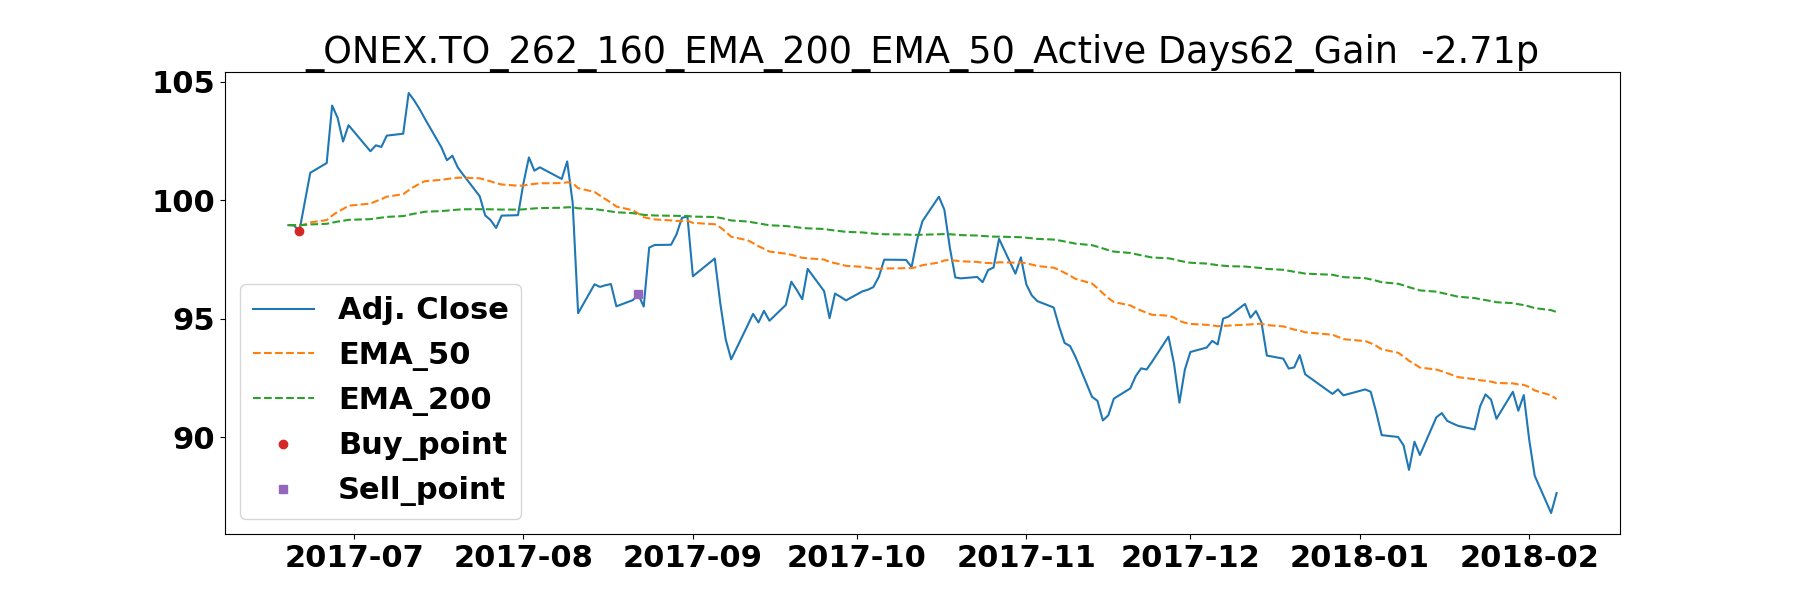 _ONEX.TO_262_160_EMA_200_EMA_50_Active Days62_Gain  -2.71p
105
100
95
90
Adj. Close
EMA_50
EMA_200
Buy_point
Sell_point
2017-07 2017-08 2017-09 2017-10 2017-11 2017-12 2018-01 2018-02